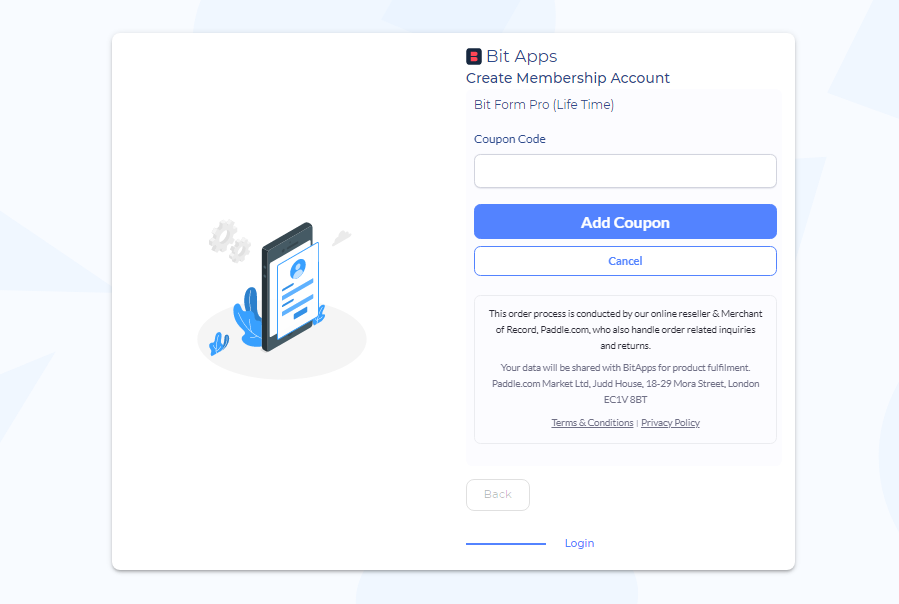 Bit Apps
Create Membership Account
Bit Form Pro (Life Time)
Coupon Code
Add Coupon
Cancel
This order process is conducted by our online reseller & Merchant
of Record, Paddle.com, who also handle order related inquiries
and returns.
Your data will be shared with BitApps for product fulfilment.
Paddle.com Market Ltd, Judd House, 18-29 Mora Street, London
EC1V 8BT
Terms & Conditions | Privacy Policy
Back
Login